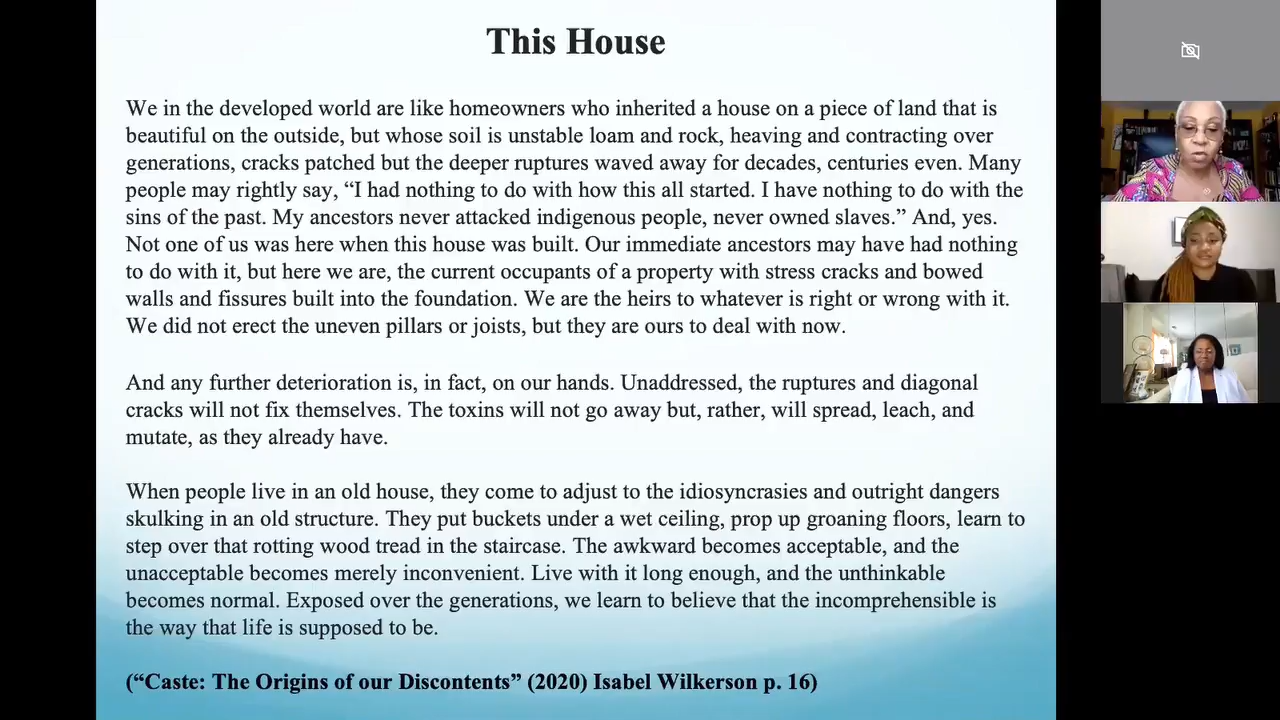 This House
We in the developed world are like homeowners who inherited a house on a piece of land that is
beautiful on the outside, but whose soil is unstable loam and rock, heaving and contracting over
generations, cracks patched but the deeper ruptures waved away for decades, centuries even. Many
people may rightly say, “I had nothing to do with how this all started. I have nothing to do with the
sins of the past. My ancestors never attacked indigenous people, never owned slaves.” And, yes.
Not one of us was here when this house was built. Our immediate ancestors may have had nothing
to do with it, but here we are, the current occupants of a property with stress cracks and bowed
walls and fissures built into the foundation. We are the heirs to whatever is right or wrong with it.
We did not erect the uneven pillars or joists, but they are ours to deal with now.
And any further deterioration is, in fact, on our hands. Unaddressed, the ruptures and diagonal
cracks will not fix themselves. The toxins will not go away but, rather, will spread, leach, and
mutate, as they already have.
When people live in an old house, they come to adjust to the idiosyncrasies and outright dangers
skulking in an old structure. They put buckets under a wet ceiling, prop up groaning floors, learn to
step over that rotting wood tread in the staircase. The awkward becomes acceptable, and the
unacceptable becomes merely inconvenient. Live with it long enough, and the unthinkable
becomes normal. Exposed over the generations, we learn to believe that the incomprehensible is
the way that life is supposed to be.
(“Caste: The Origins of our Discontents” (2020) Isabel Wilkerson p. 16)